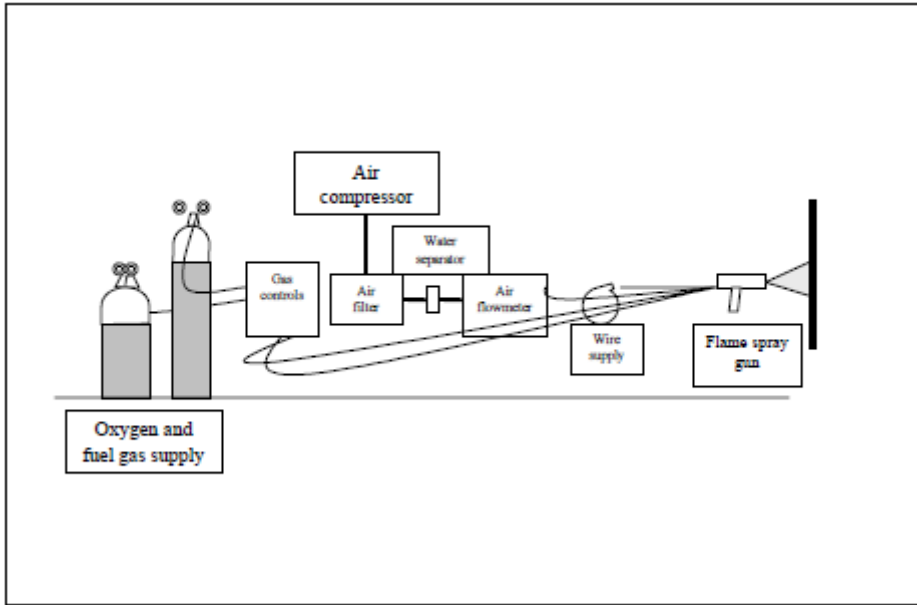 Air
compressor
Water
separator
Gas
controls
Air
filter
Air
flowmeter
Wire
supply
Flame spray
gun
Oxygen and
fuel gas supply